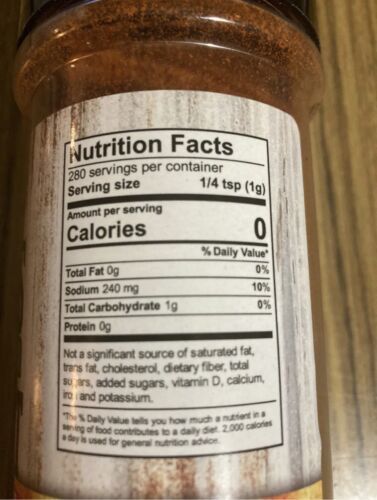 Nutrition Facts
280 servings per container
Serving size 1/4 tsp (1g)
Amount per serving
Calories 0
% Daily Value*
Total Fat 0g 0%
Sodium 240 mg 10%
Total Carbohydrate 1g 0%
Protein 0g
Not a significant source of saturated fat,
trans fat, cholesterol, dietary fiber, total
sugars, added sugars, vitamin D, calcium,
iron and potassium.
*The % Daily Value tells you how much a nutrient in a
serving of food contributes to a daily diet. 2,000 calories
a day is used for general nutrition advice.